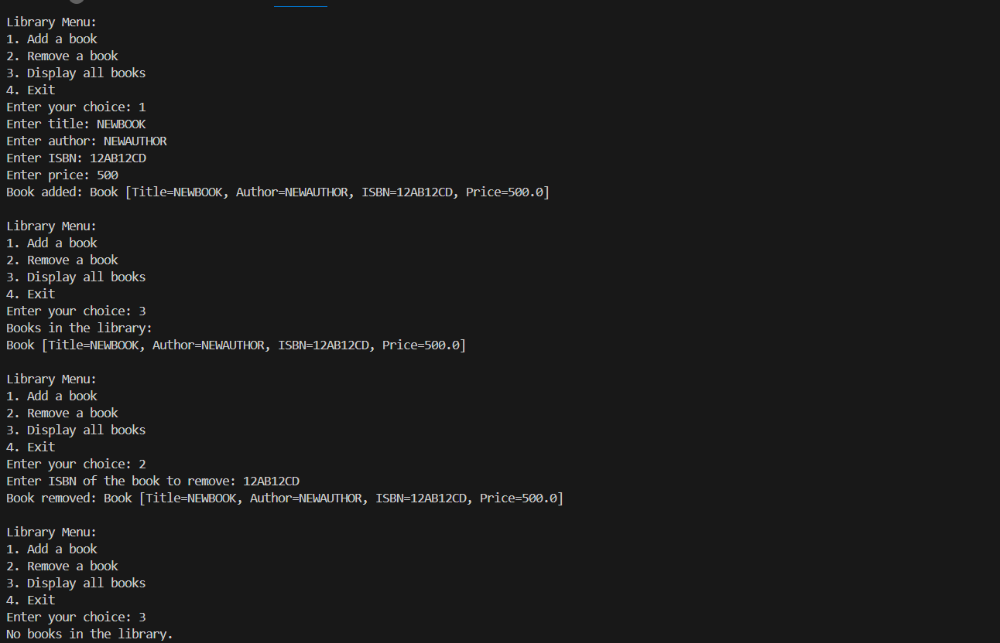 Library Menu:
1. Add a book
2. Remove a book
3. Display all books
4. Exit
Enter your choice: 1
Enter title: NEWBOOK
Enter author: NEWAUTHOR
Enter ISBN: 12AB12CD
Enter price: 500
Book added: Book [Title=NEWBOOK, Author=NEWAUTHOR, ISBN=12AB12CD, Price=500.0]

Library Menu:
1. Add a book
2. Remove a book
3. Display all books
4. Exit
Enter your choice: 3
Books in the library:
Book [Title=NEWBOOK, Author=NEWAUTHOR, ISBN=12AB12CD, Price=500.0]

Library Menu:
1. Add a book
2. Remove a book
3. Display all books
4. Exit
Enter your choice: 2
Enter ISBN of the book to remove: 12AB12CD
Book removed: Book [Title=NEWBOOK, Author=NEWAUTHOR, ISBN=12AB12CD, Price=500.0]

Library Menu:
1. Add a book
2. Remove a book
3. Display all books
4. Exit
Enter your choice: 3
No books in the library.